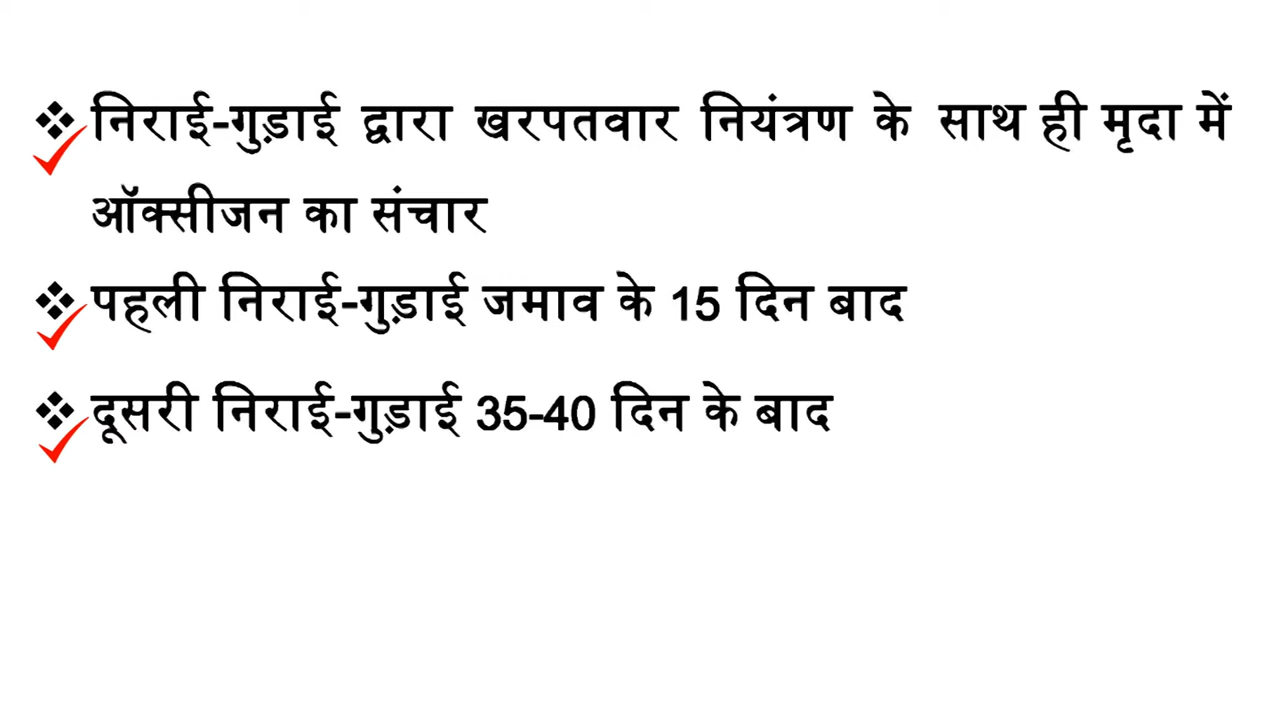 ❖ निराई-गुड़ाई द्वारा खरपतवार नियंत्रण के साथ ही मृदा में
ऑक्सीजन का संचार
❖ पहली निराई-गुड़ाई जमाव के 15 दिन बाद
❖ दूसरी निराई-गुड़ाई 35-40 दिन के बाद